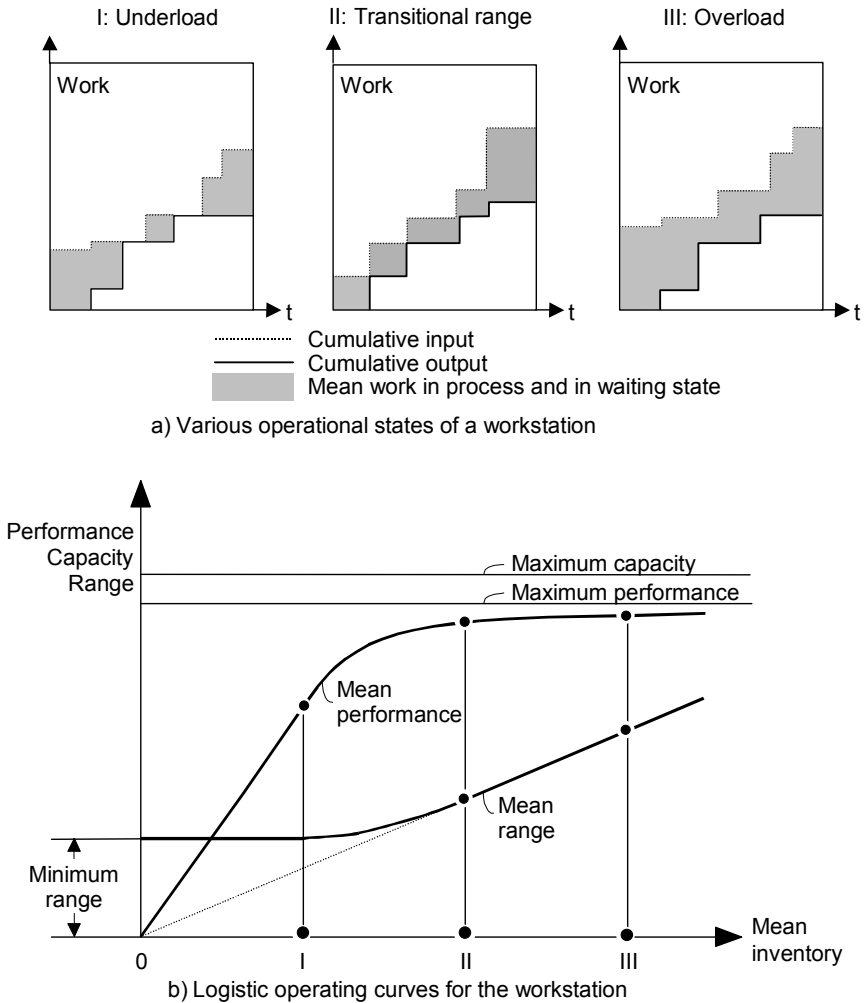 I: Underload
II: Transitional range
III: Overload
Work
Work
Work
t
t
t
Cumulative input
Cumulative output
Mean work in process and in waiting state
a) Various operational states of a workstation
Performance
Capacity
Range
Maximum capacity
Maximum performance
Mean
performance
Mean
range
Minimum
range
Mean
inventory
0
I
II
III
b) Logistic operating curves for the workstation